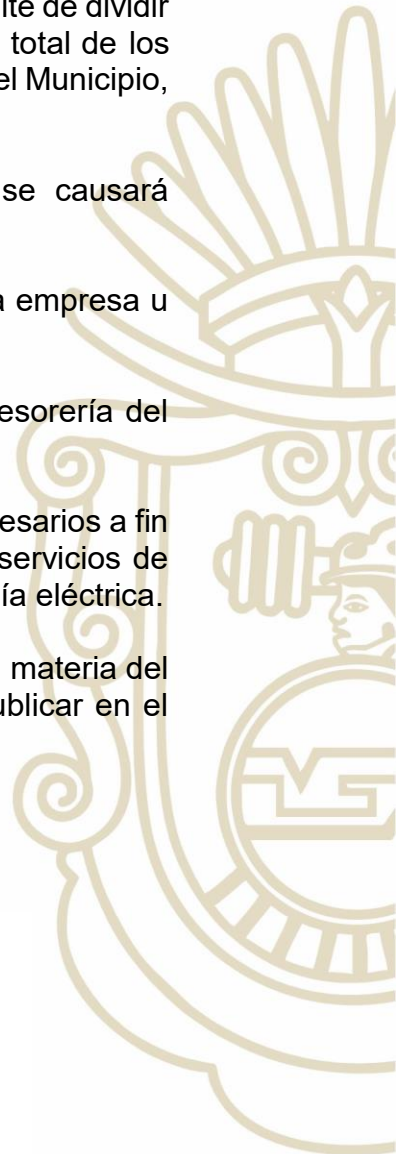 lte de dividir
total de los
el Municipio,
se causará
a empresa u
esorería del
esarios a fin
servicios de
ía eléctrica.
materia del
ublicar en el